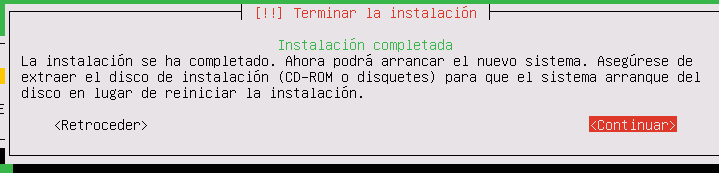 [!!] Terminar la instalación
Instalación completada
La instalación se ha completado. Ahora podrá arrancar el nuevo sistema. Asegúrese de
extraer el disco de instalación (CD-ROM o disquetes) para que el sistema arranque del
disco en lugar de reiniciar la instalación.
<Retroceder> <Continuar>